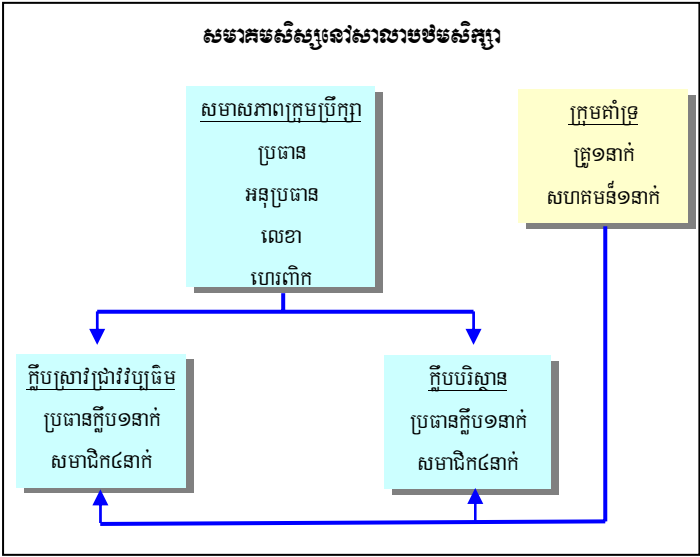 សមាគមសិស្សនៅសាលាបឋមសិក្សា
សមាសភាពក្រុមប្រឹក្សា
ប្រធាន
អនុប្រធាន
លេខា
ហេរញិក
ក្រុមគាំទ្រ
គ្រូ១នាក់
សហគមន៏១នាក់
ក្លឹបស្រាវជ្រាវវប្បធិម
ប្រធានក្លឹប១នាក់
សមាជិក៤នាក់
ក្លឹបបរិស្ថាន
ប្រធានក្លឹប១នាក់
សមាជិក៤នាក់